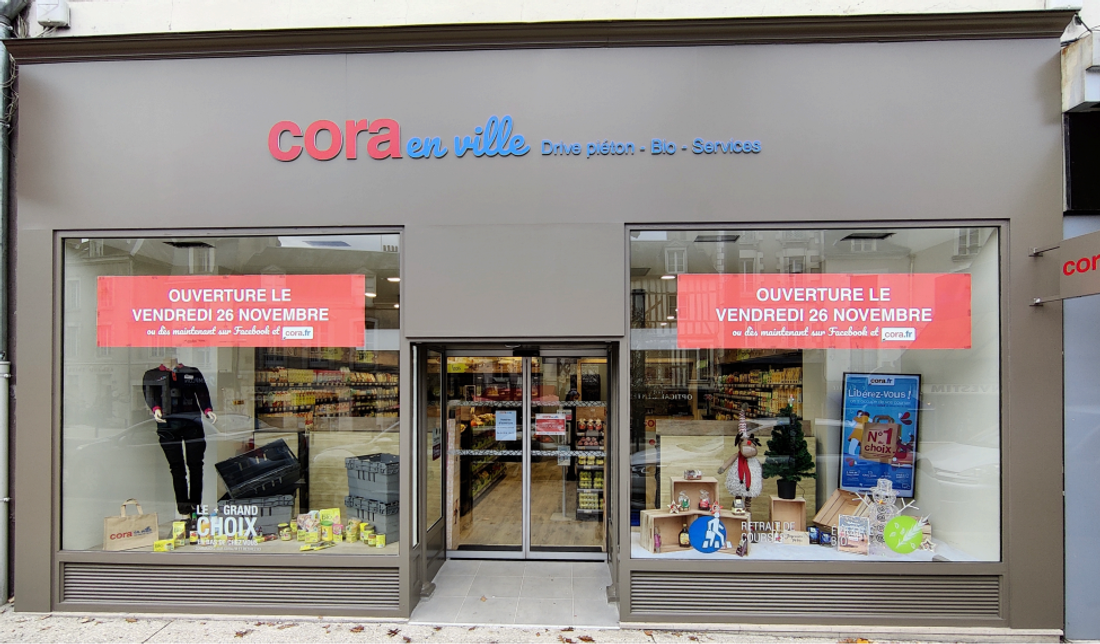 cora en ville Drive piéton - Bio - Services
OUVERTURE LE
VENDREDI 26 NOVEMBRE
ou dès maintenant sur Facebook et cora.fr
OUVERTURE LE
VENDREDI 26 NOVEMBRE
ou dès maintenant sur Facebook et cora.fr
cora.fr
Libérez-Vous !
N°1
choix
LE + GRAND
CHOIX
cora
RETRAIT DE
COURSES
BIO